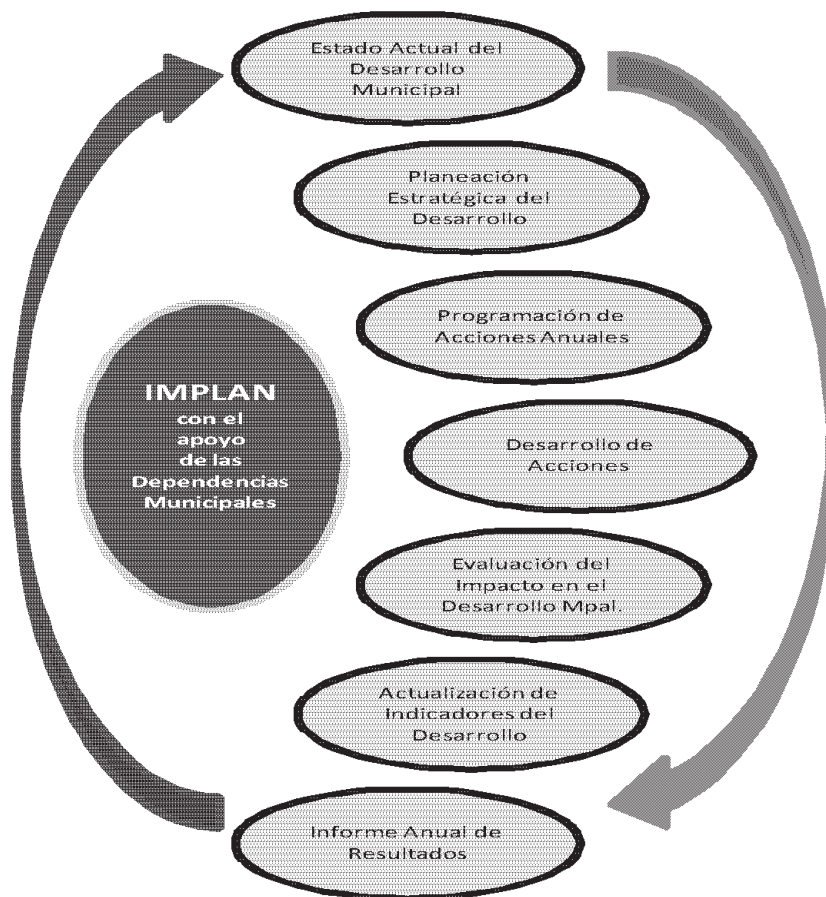 Estado Actual del
Desarrollo
Municipal
Planeación
Estratégica del
Desarrollo
Programación de
Acciones Anuales
IMPLAN
con el
apoyo
de las
Dependencias
Municipales
Desarrollo de
Acciones
Evaluación del
Impacto en el
Desarrollo Mpal.
Actualización de
Indicadores del
Desarrollo
Informe Anual de
Resultados